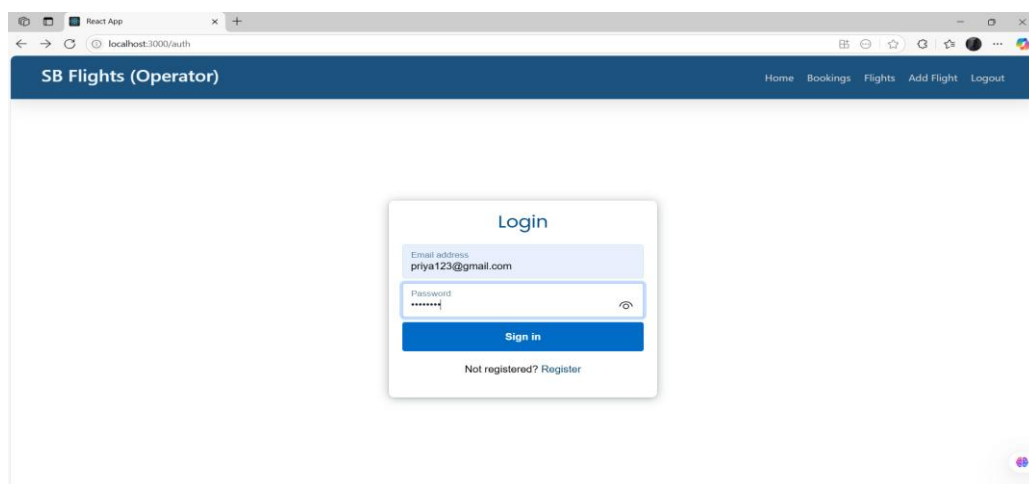 React App
localhost:3000/auth
SB Flights (Operator)
Home Bookings Flights Add Flight Logout
Login
Email address
priya123@gmail.com
Password
••••••••
Sign in
Not registered? Register